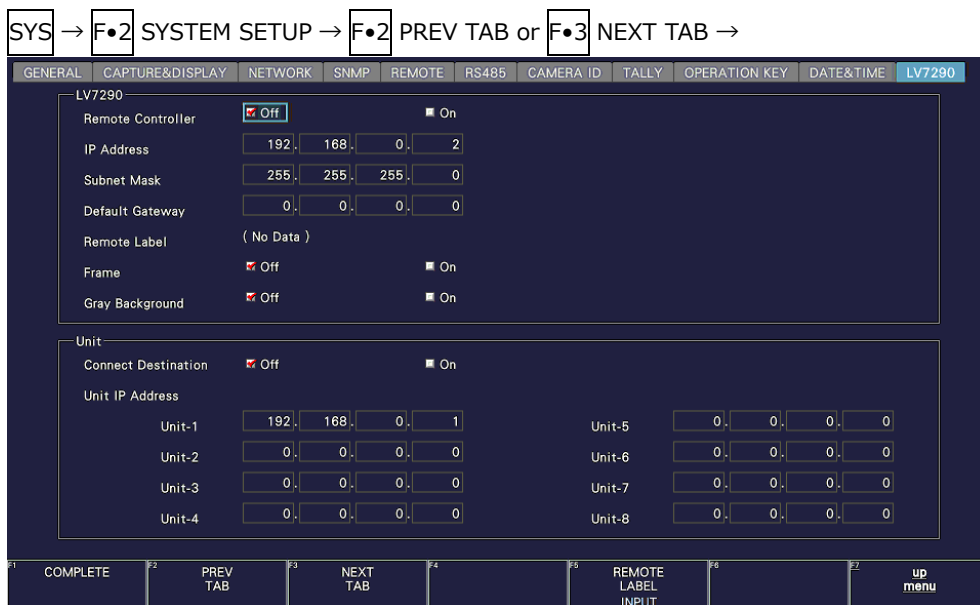 SYS → F•2 SYSTEM SETUP → F•2 PREV TAB or F•3 NEXT TAB →
GENERAL CAPTURE&DISPLAY NETWORK SNMP REMOTE RS485 CAMERA ID TALLY OPERATION KEY DATE&TIME LV7290
LV7290
Remote Controller Off On
IP Address 192. 168. 0. 2
Subnet Mask 255. 255. 255. 0
Default Gateway 0. 0. 0. 0
Remote Label ( No Data )
Frame Off On
Gray Background Off On
Unit
Connect Destination Off On
Unit IP Address
Unit-1 192. 168. 0. 1 Unit-5 0. 0. 0. 0
Unit-2 0. 0. 0. 0 Unit-6 0. 0. 0. 0
Unit-3 0. 0. 0. 0 Unit-7 0. 0. 0. 0
Unit-4 0. 0. 0. 0 Unit-8 0. 0. 0. 0
F1 COMPLETE F2 PREV TAB F3 NEXT TAB F4 F5 REMOTE LABEL INPUT F6 F7 up menu